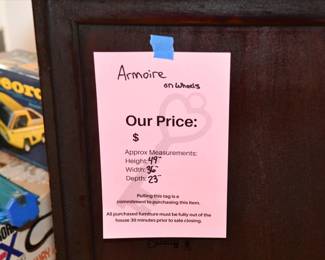 Armoire
on wheels
Our Price:
$
Approx Measurements:
Height: 49"
Width: 36"
Depth: 23"
Pulling this tag is a
commitment to purchasing this item.
All purchased furniture must be fully out of the
house 30 minutes prior to sale closing.